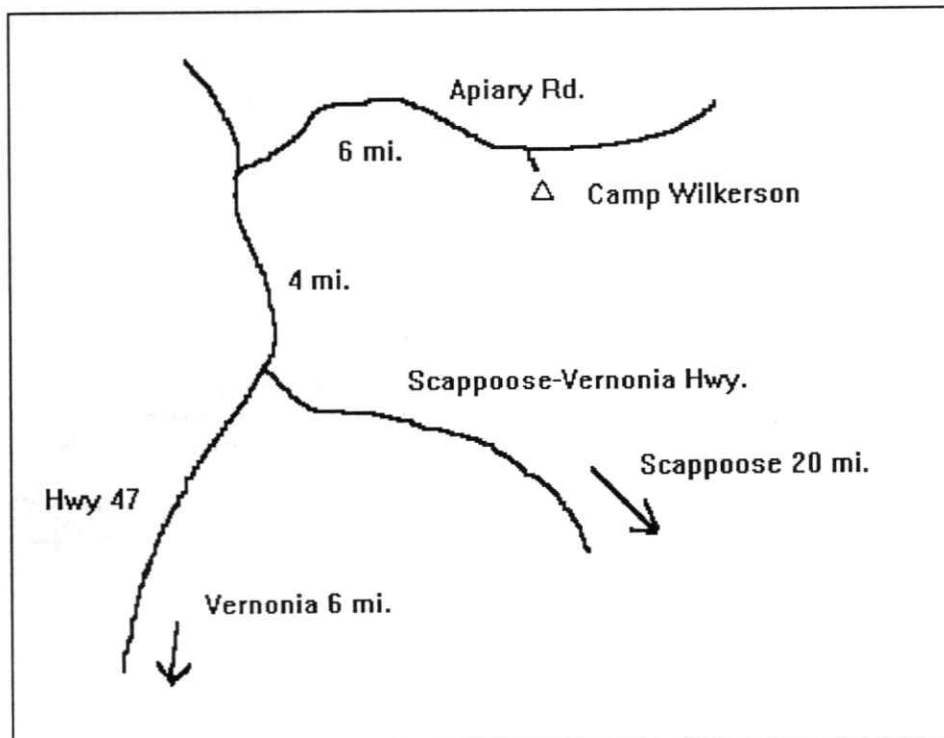 Apiary Rd.
6 mi.
Camp Wilkerson
4 mi.
Scappoose-Vernonia Hwy.
Scappoose 20 mi.
Hwy 47
Vernonia 6 mi.